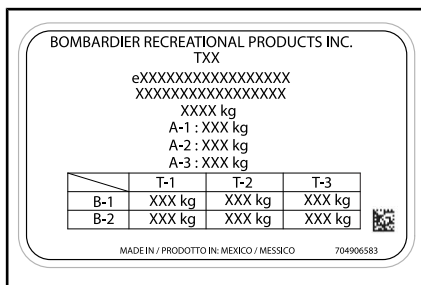 BOMBARDIER RECREATIONAL PRODUCTS INC.
TXX
eXXXXXXXXXXXXXXXXX
XXXXXXXXXXXXXXXXX
XXXX kg
A-1 : XXX kg
A-2 : XXX kg
A-3 : XXX kg
T-1 T-2 T-3
B-1 XXX kg XXX kg XXX kg
B-2 XXX kg XXX kg XXX kg
MADE IN / PRODOTTO IN: MEXICO / MESSICO 704906583